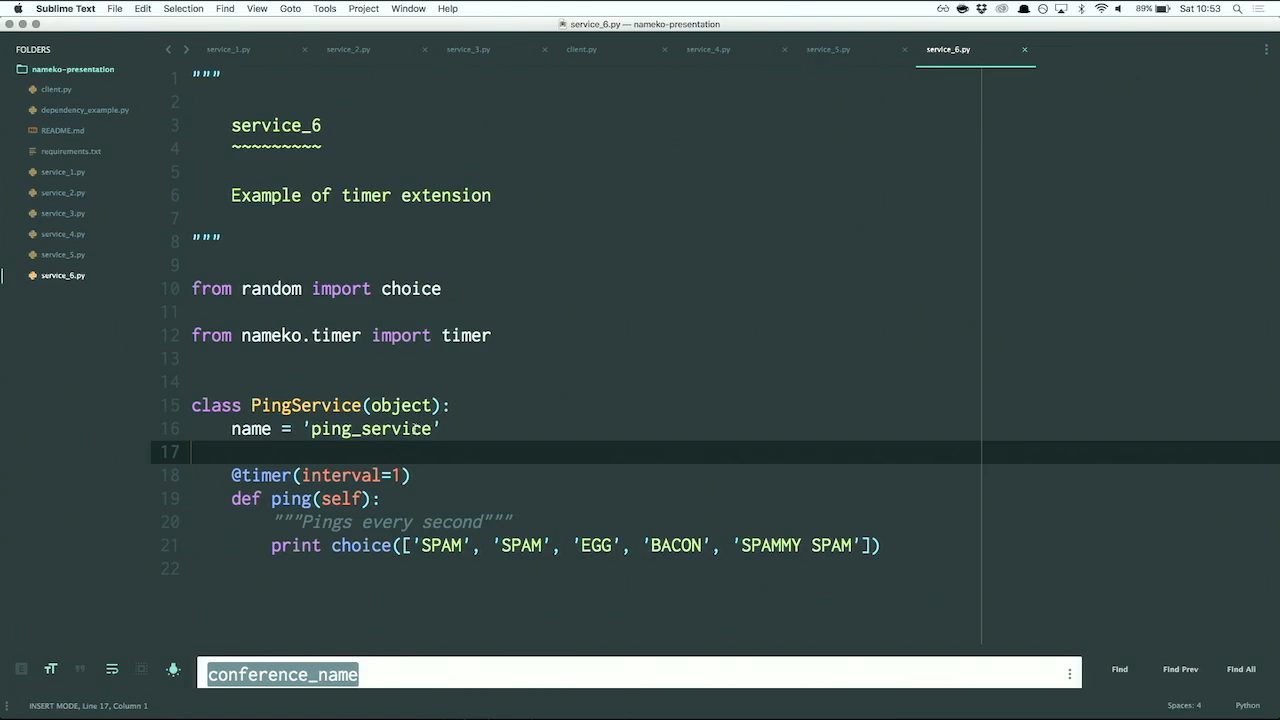 Sublime Text File Edit Selection Find View Goto Tools Project Window Help 89% Sat 10:53
service_6.py — nameko-presentation
FOLDERS
nameko-presentation
client.py
dependency_example.py
README.md
requirements.txt
service_1.py
service_2.py
service_3.py
service_4.py
service_5.py
service_6.py
service_1.py × service_2.py × service_3.py × client.py × service_4.py × service_5.py × service_6.py ×
1 """
2
3 service_6
4 ~~~~~~~~~
5
6 Example of timer extension
7
8 """
9
10 from random import choice
11
12 from nameko.timer import timer
13
14
15 class PingService(object):
16 name = 'ping_service'
17
18 @timer(interval=1)
19 def ping(self):
20 """Pings every second"""
21 print choice(['SPAM', 'SPAM', 'EGG', 'BACON', 'SPAMMY SPAM'])
22
conference_name
Find Find Prev Find All
INSERT MODE, Line 17, Column 1 Spaces: 4 Python